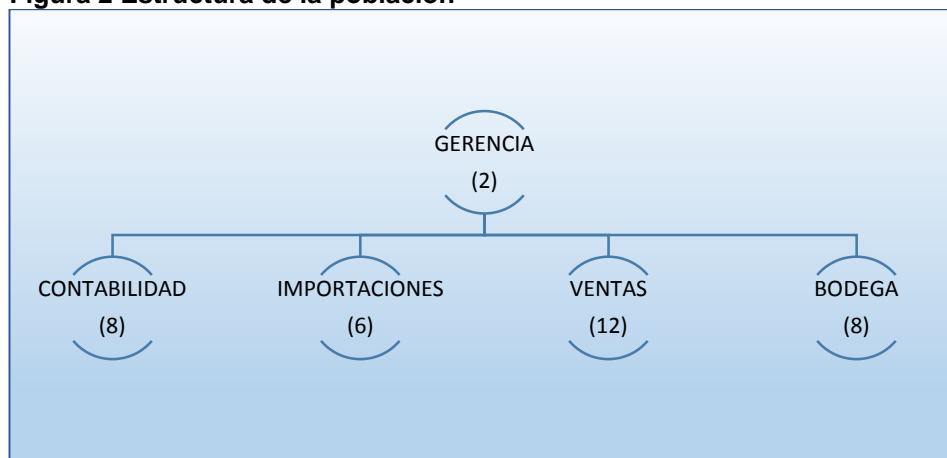 Figura 2 Estructura de la población
GERENCIA
(2)
CONTABILIDAD
(8)
IMPORTACIONES
(6)
VENTAS
(12)
BODEGA
(8)